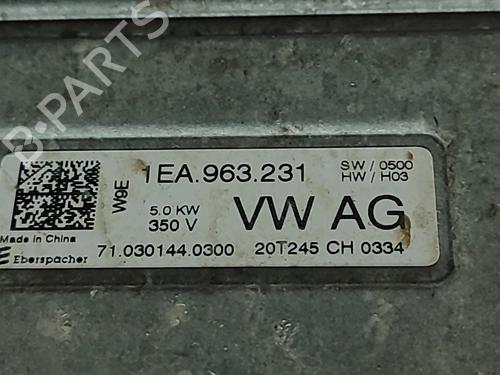 B-PARTS
1EA.963.231
SW / 0500
HW / H03
W9E
5.0 KW
350 V
VW AG
Made in China
Eberspächer
71.030144.0300
20T245 CH 0334